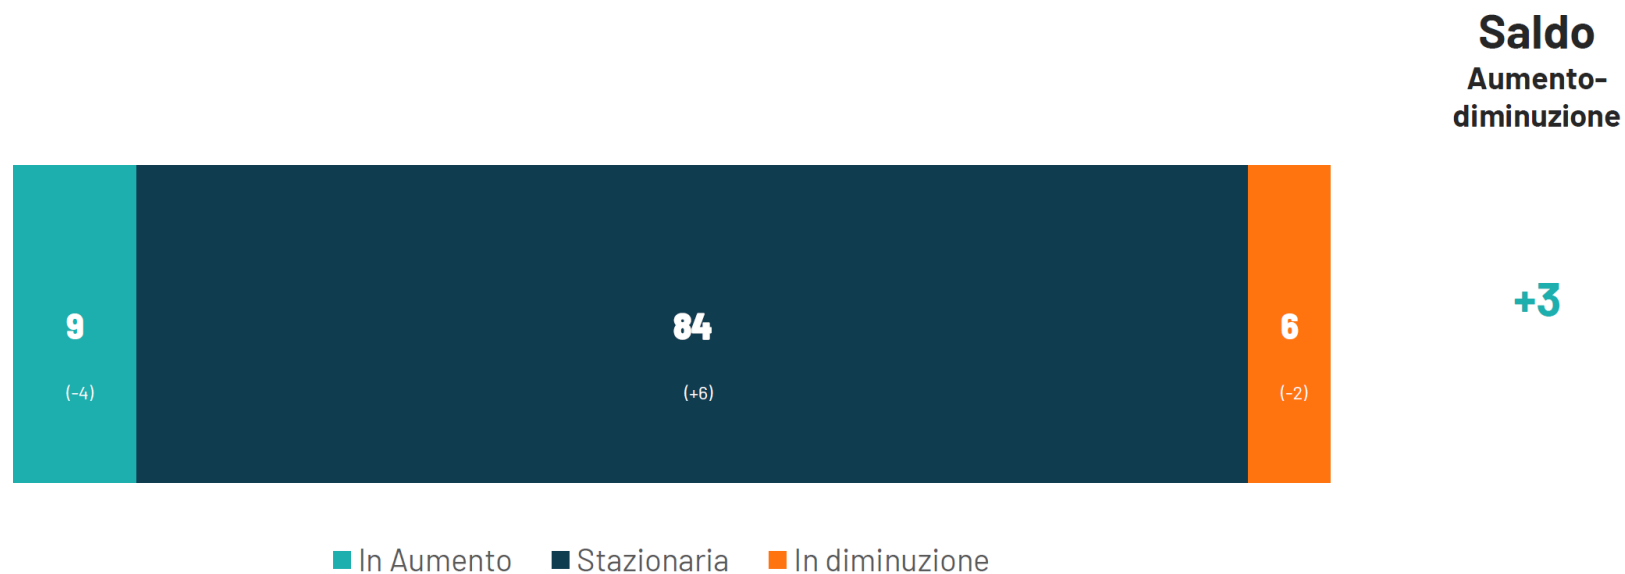 Saldo
Aumento-
diminuzione
9
84
6
+3
(-4)
(+6)
(-2)
In Aumento
Stazionaria
In diminuzione